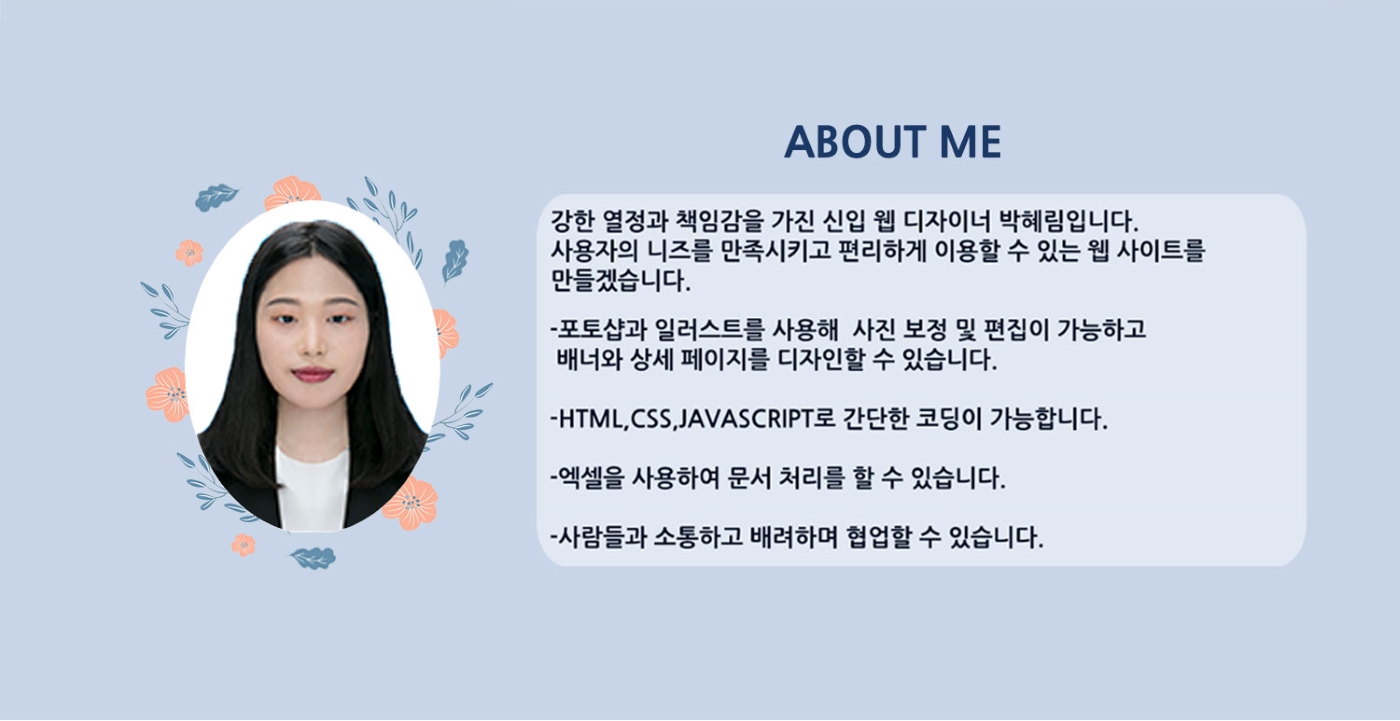 ABOUT ME
강한 열정과 책임감을 가진 신입 웹 디자이너 박혜림입니다.
사용자의 니즈를 만족시키고 편리하게 이용할 수 있는 웹 사이트를
만들겠습니다.
-포토샵과 일러스트를 사용해  사진 보정 및 편집이 가능하고
배너와 상세 페이지를 디자인할 수 있습니다.
-HTML,CSS,JAVASCRIPT로 간단한 코딩이 가능합니다.
-엑셀을 사용하여 문서 처리를 할 수 있습니다.
-사람들과 소통하고 배려하며 협업할 수 있습니다.